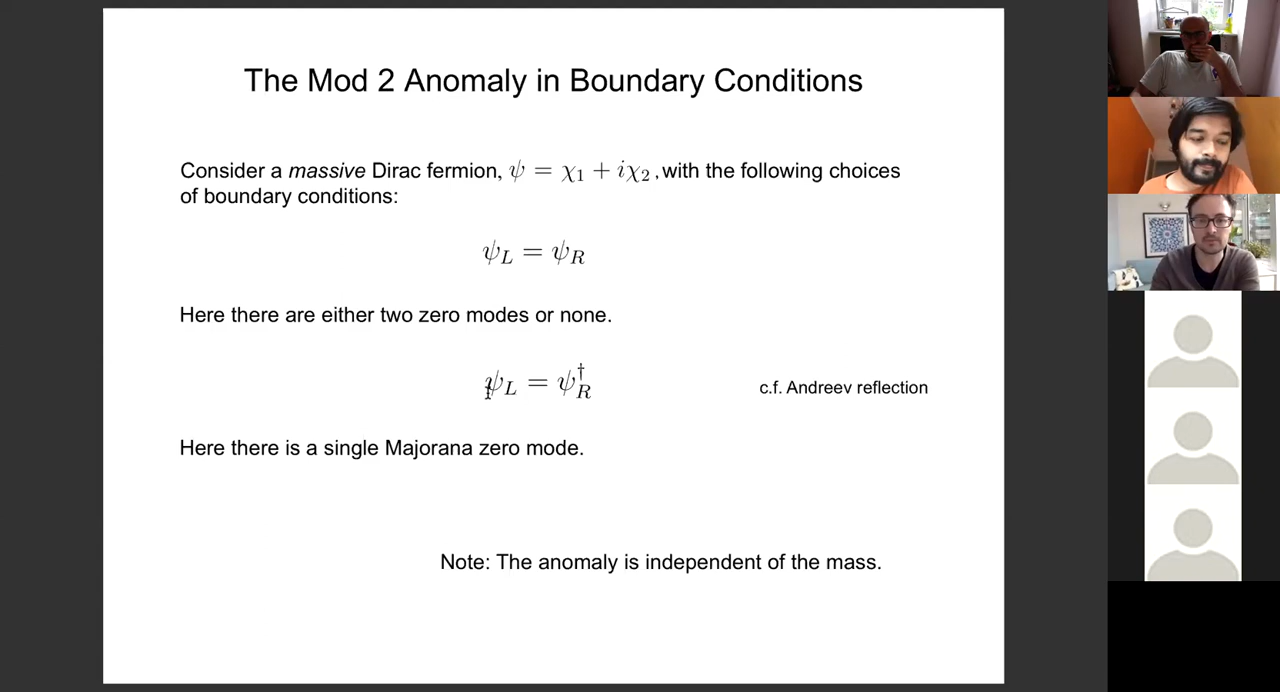 The Mod 2 Anomaly in Boundary Conditions
Consider a massive Dirac fermion, ψ = χ₁ + iχ₂ , with the following choices
of boundary conditions:
ψ_L = ψ_R
Here there are either two zero modes or none.
ψ_L = ψ_R^†
c.f. Andreev reflection
Here there is a single Majorana zero mode.
Note: The anomaly is independent of the mass.